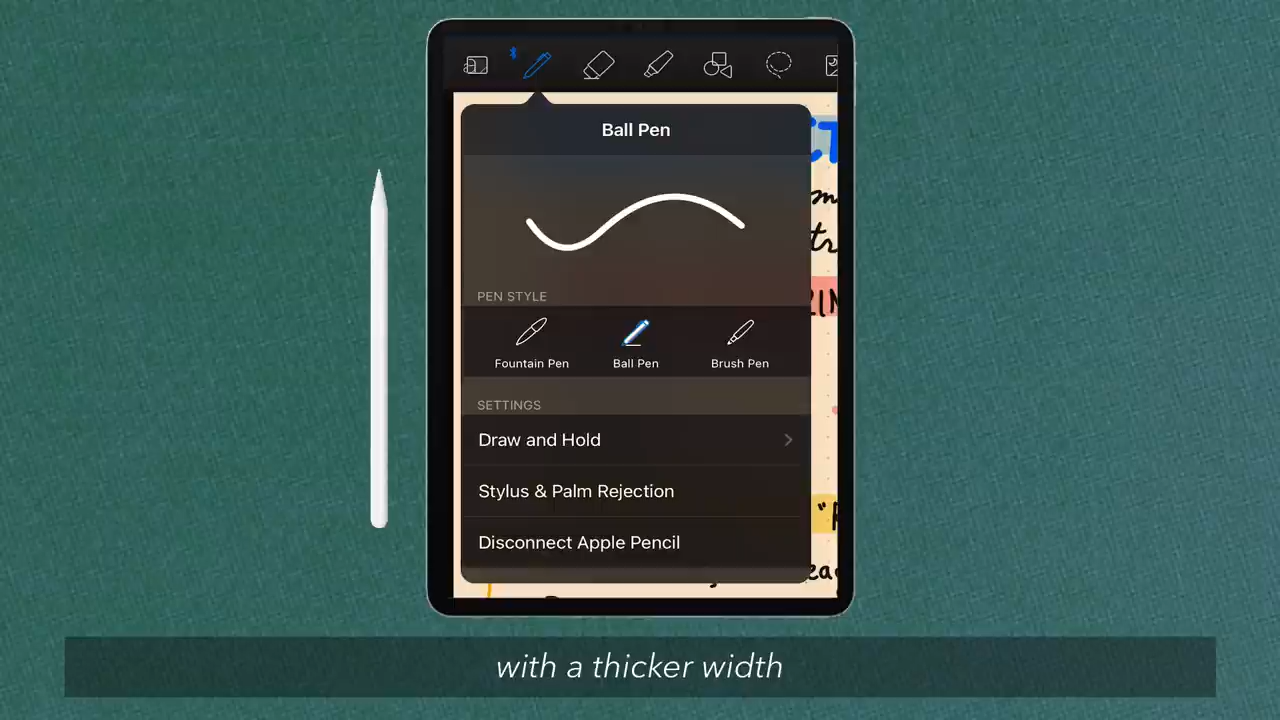 Ball Pen
PEN STYLE
Fountain Pen
Ball Pen
Brush Pen
SETTINGS
Draw and Hold
Stylus & Palm Rejection
Disconnect Apple Pencil
with a thicker width